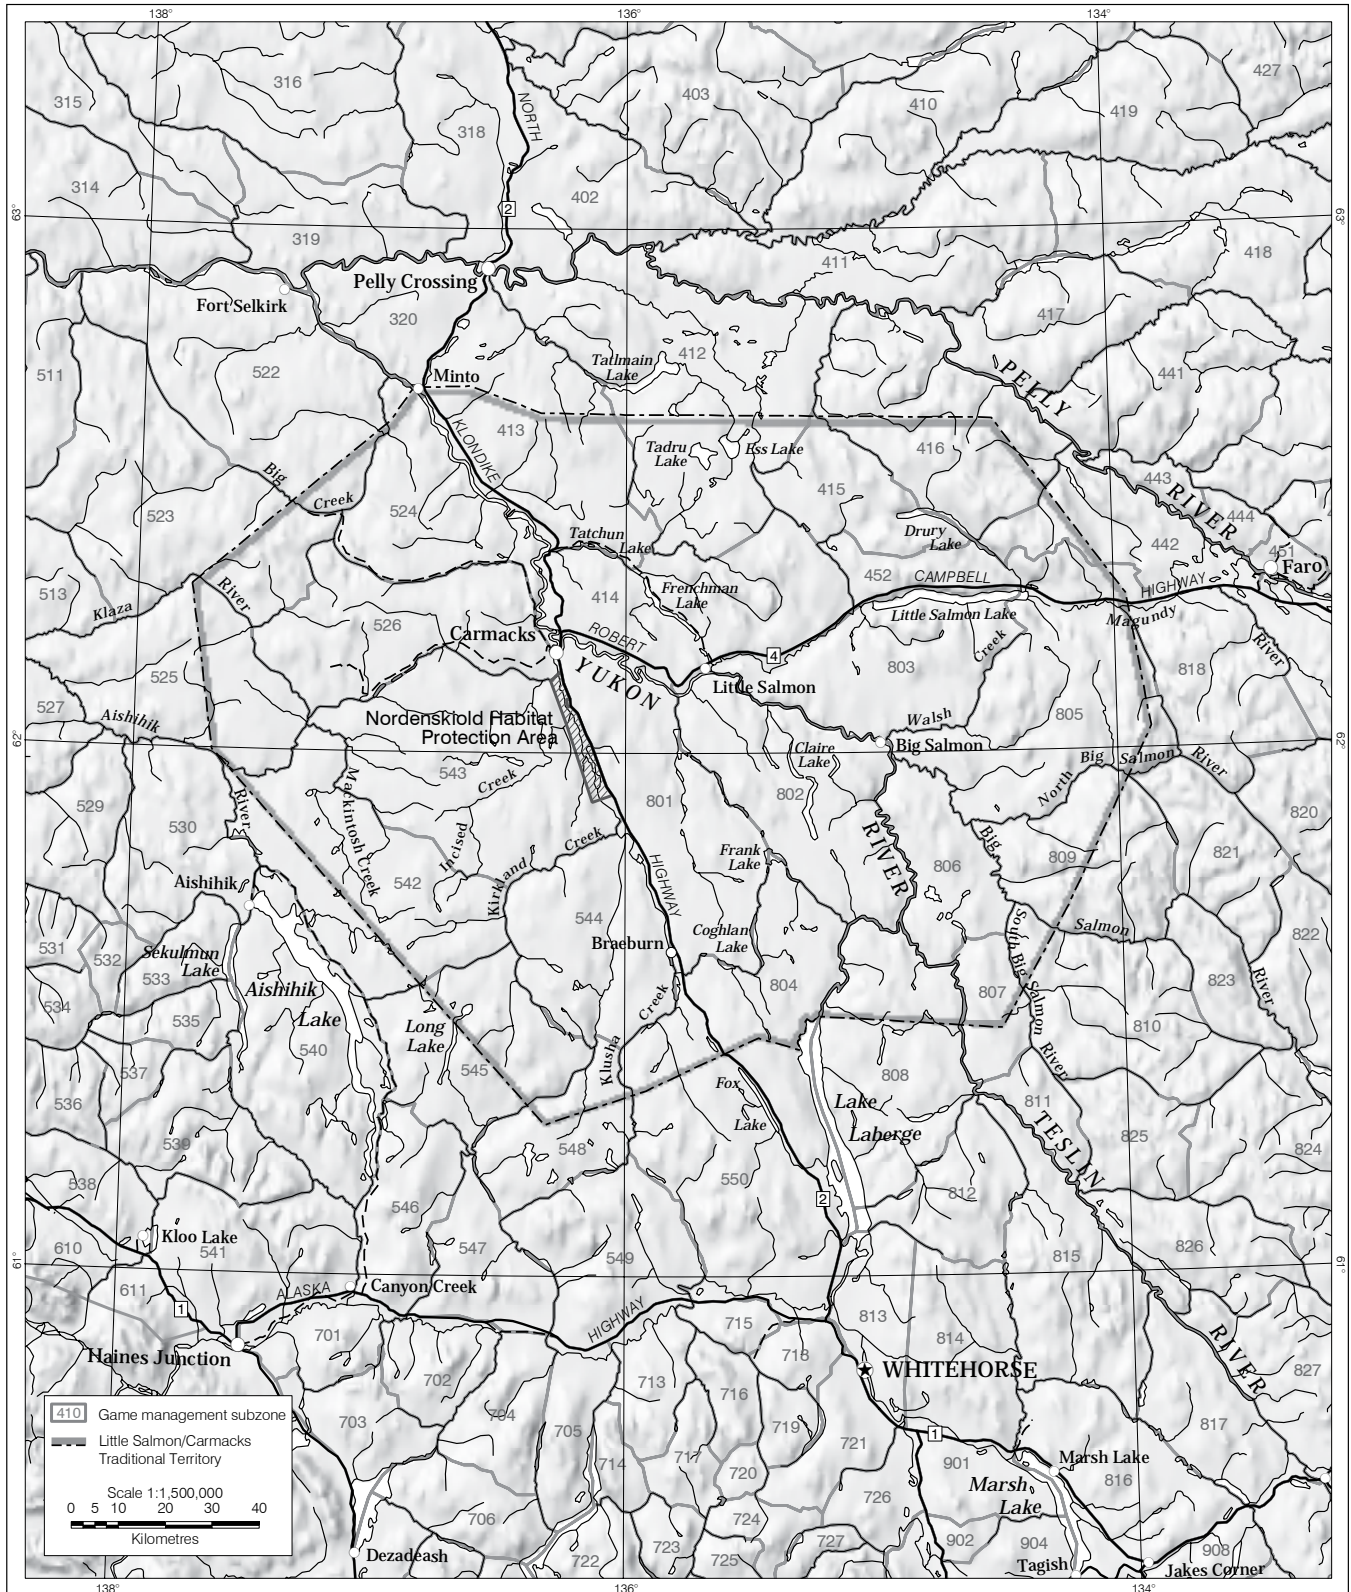 138°
136°
134°
316
315
403
410
427
419
318
NORTH
314
402
2
63°
63°
319
418
411
Pelly Crossing
Fort Selkirk
320
417
412
Tatlmain
Lake
511
522
Minto
PELLY
441
413
KLONDIKE
416
Tadru
Lake
Ess Lake
Big
Creek
415
443
RIVER
444
523
524
Drury
Lake
Tatchun
Lake
442
451
Faro
452
CAMPBELL
HIGHWAY
513
Klaza
River
414
Frenchman
Lake
Little Salmon Lake
Magundy
River
526
Carmacks
ROBERT
4
Creek
803
818
525
YUKON
Little Salmon
527
Aishihik
River
Nordenskiold Habitat
Protection Area
Walsh
805
62°
62°
Claire
Lake
Big Salmon
North
Big
Salmon
River
543
Creek
Mackintosh Creek
529
530
801
802
820
Incised
Kirkland
Creek
RIVER
Big
Frank
Lake
806
809
821
Aishihik
542
HIGHWAY
544
South Big Salmon River
Salmon
River
531
532
Sekulmun
Lake
533
Braeburn
Coghlan
Lake
822
823
534
535
Aishihik
Lake
Long
Lake
Creek
Klusha
804
807
810
540
545
537
Fox
Lake
808
536
Lake
Laberge
811
TESLIN
RIVER
539
548
825
824
538
550
2
812
546
Kloo Lake
541
547
549
815
826
610
61°
61°
611
1
ALASKA
Canyon Creek
HIGHWAY
813
Haines Junction
701
715
718
814
WHITEHORSE
827
702
713
716
703
704
705
719
721
817
1
714
717
720
901
Marsh Lake
Marsh
Lake
816
706
724
726
722
723
725
727
902
904
908
Dezadeash
Tagish
Jakes Corner
410 Game management subzone
Little Salmon/Carmacks
Traditional Territory
Scale 1:1,500,000
0 5 10 20 30 40
Kilometres
138°
136°
134°